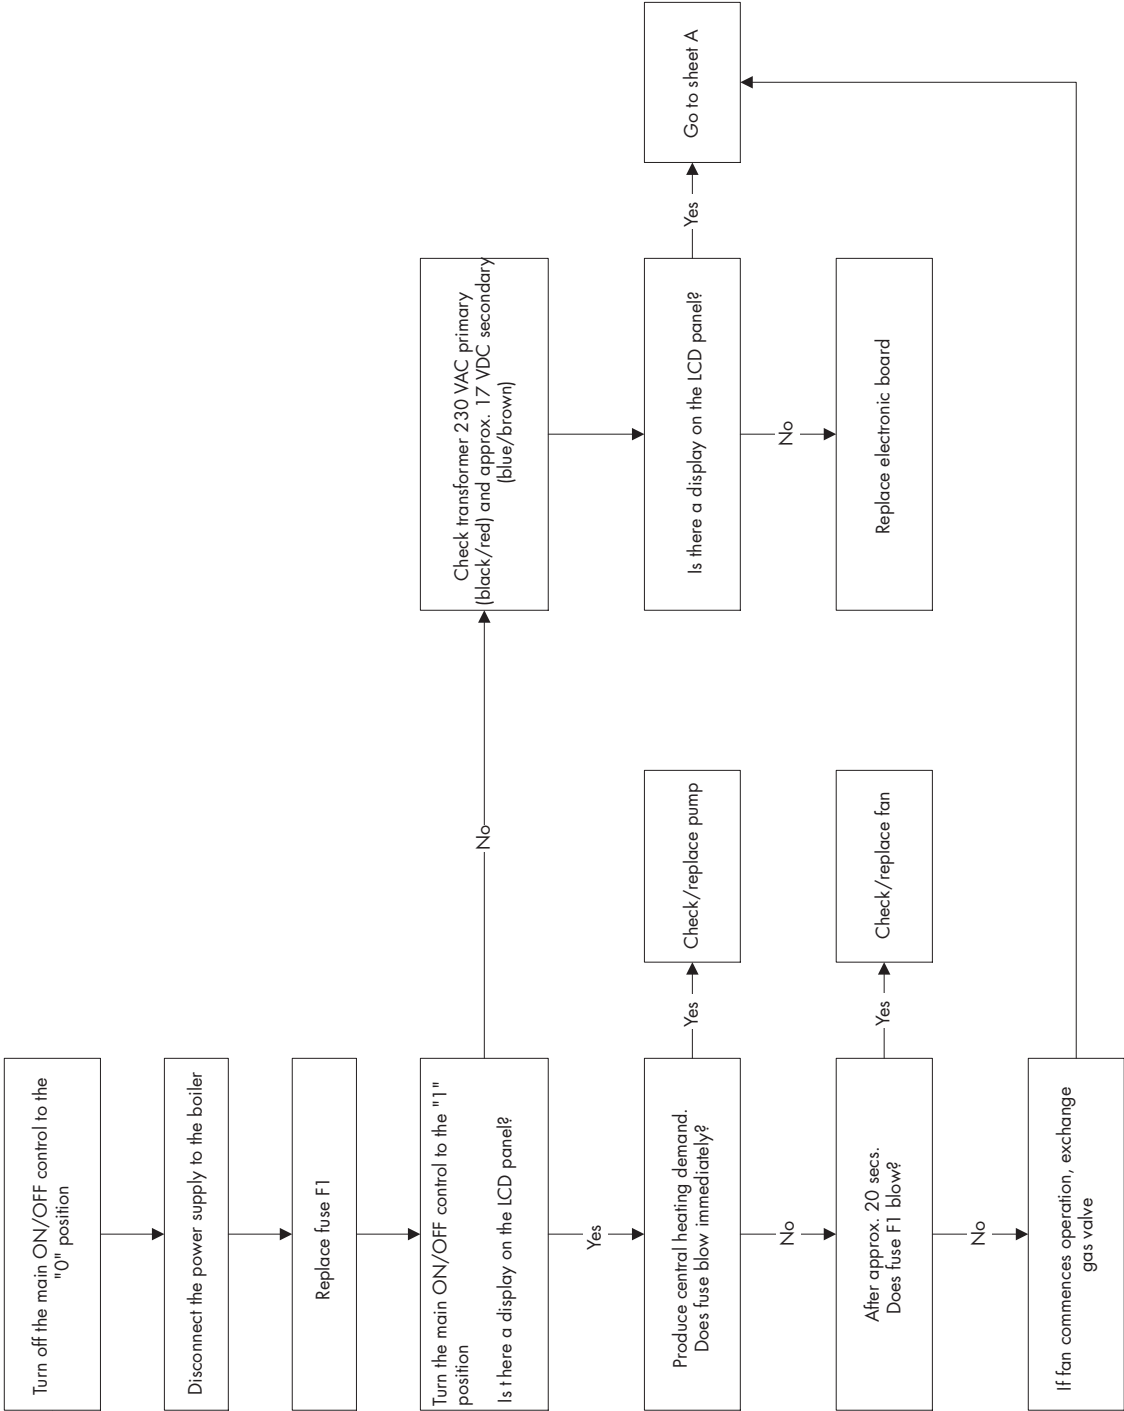 Turn off the main ON/OFF control to the
"0" position
Disconnect the power supply to the boiler
Replace fuse F1
Turn the main ON/OFF control to the "1"
position
Is there a display on the LCD panel?
No
Check transformer 230 VAC primary
(black/red) and approx. 17 VDC secondary
(blue/brown)
Yes
Produce central heating demand.
Does fuse blow immediately?
Yes
Check/replace pump
Is there a display on the LCD panel?
Yes
Go to sheet A
No
After approx. 20 secs.
Does fuse F1 blow?
Yes
Check/replace fan
No
Replace electronic board
No
If fan commences operation, exchange
gas valve